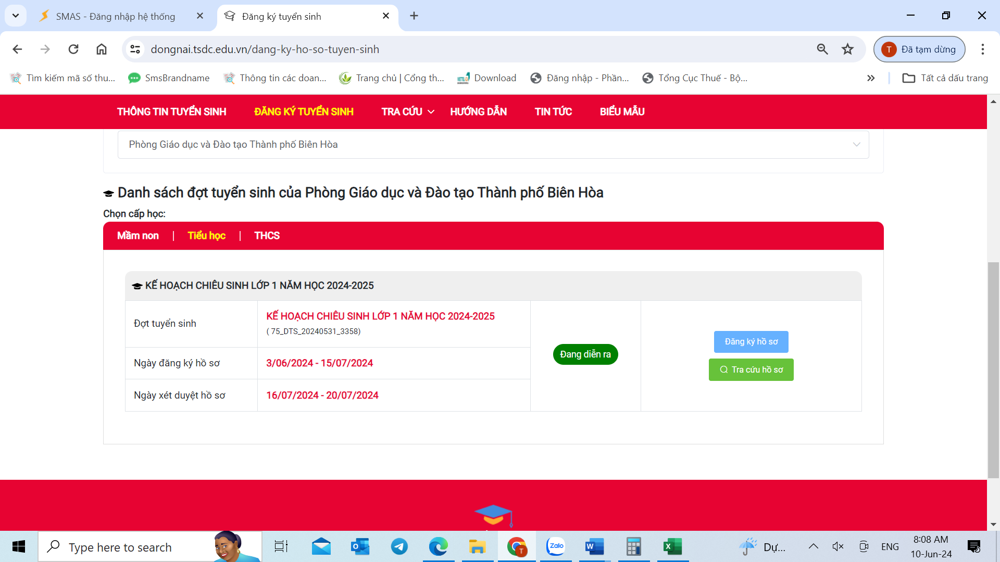 SMAS - Đăng nhập hệ thống
Đăng ký tuyển sinh
dongnai.tsdc.edu.vn/dang-ky-ho-so-tuyen-sinh
T
Đã tạm dừng
Tìm kiếm mã số thu...
SmsBrandname
Thông tin các doan...
Trang chủ | Cổng th...
Download
Đăng nhập - Phần...
Tổng Cục Thuế - Bộ...
Tất cả dấu trang
THÔNG TIN TUYỂN SINH
ĐĂNG KÝ TUYỂN SINH
TRA CỨU
HƯỚNG DẪN
TIN TỨC
BIỂU MẪU
Phòng Giáo dục và Đào tạo Thành phố Biên Hòa
Danh sách đợt tuyển sinh của Phòng Giáo dục và Đào tạo Thành phố Biên Hòa
Chọn cấp học:
Mầm non | Tiểu học | THCS
KẾ HOẠCH CHIÊU SINH LỚP 1 NĂM HỌC 2024-2025
Đợt tuyển sinh
KẾ HOẠCH CHIÊU SINH LỚP 1 NĂM HỌC 2024-2025
( 75_DTS_20240531_3358)
Ngày đăng ký hồ sơ
3/06/2024 - 15/07/2024
Ngày xét duyệt hồ sơ
16/07/2024 - 20/07/2024
Đang diễn ra
Đăng ký hồ sơ
Tra cứu hồ sơ
Type here to search
Zalo
T
Dự...
ENG
8:08 AM
10-Jun-24